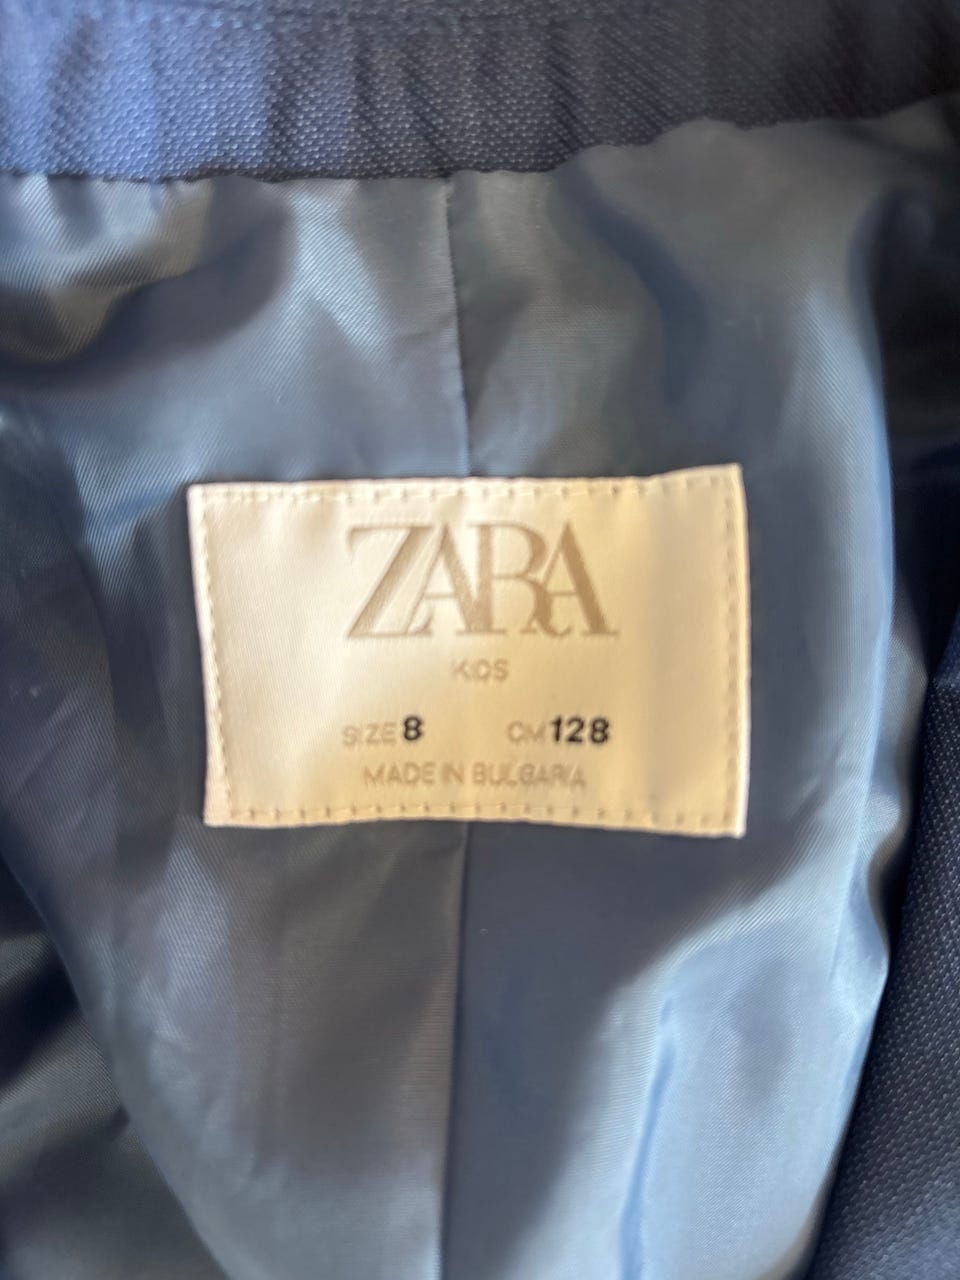 ZARA
KIDS
SIZE 8 CM 128
MADE IN BULGARIA